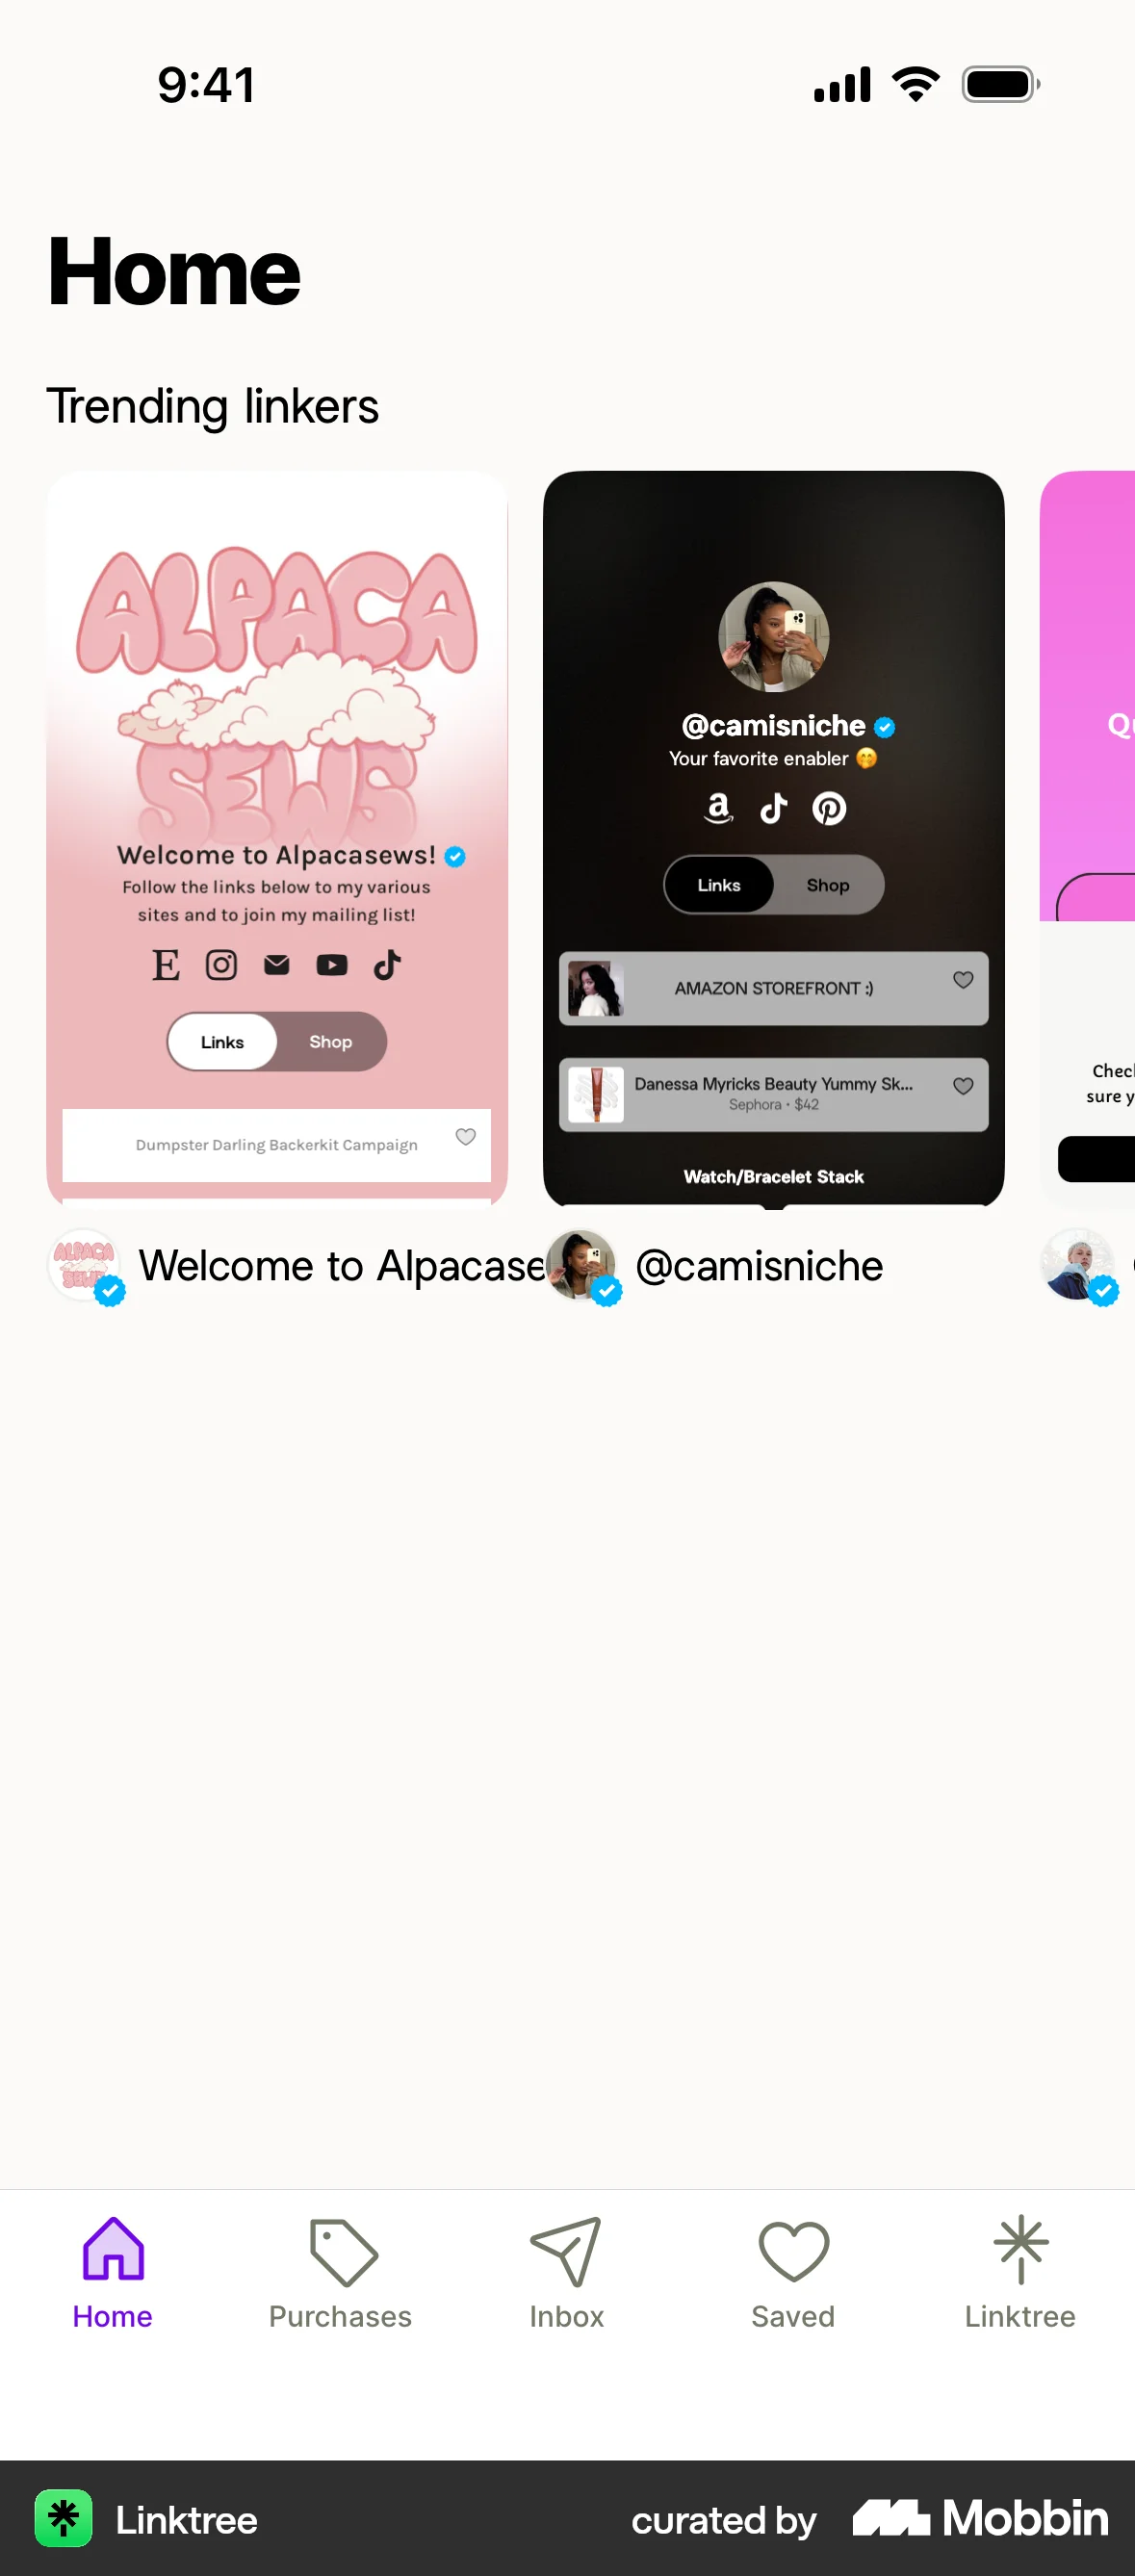 9:41
Home
Trending linkers
ALPACA
SEWS
Welcome to Alpacasews!
Follow the links below to my various
sites and to join my mailing list!
Links Shop
Dumpster Darling Backerkit Campaign
@camisniche
Your favorite enabler 🤭
Links Shop
AMAZON STOREFRONT :)
Danessa Myricks Beauty Yummy Sk...
Sephora • $42
Watch/Bracelet Stack
Qu
Check
sure y
Welcome to Alpacase
@camisniche
Home
Purchases
Inbox
Saved
Linktree
Linktree
curated by Mobbin